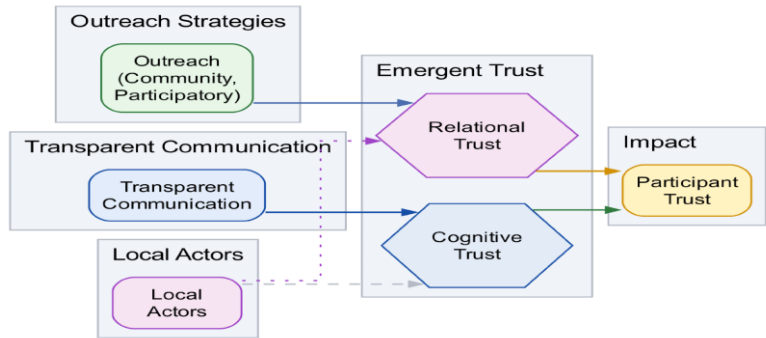 Outreach Strategies
Outreach
(Community,
Participatory)
Transparent Communication
Transparent
Communication
Local Actors
Local
Actors
Emergent Trust
Relational
Trust
Cognitive
Trust
Impact
Participant
Trust